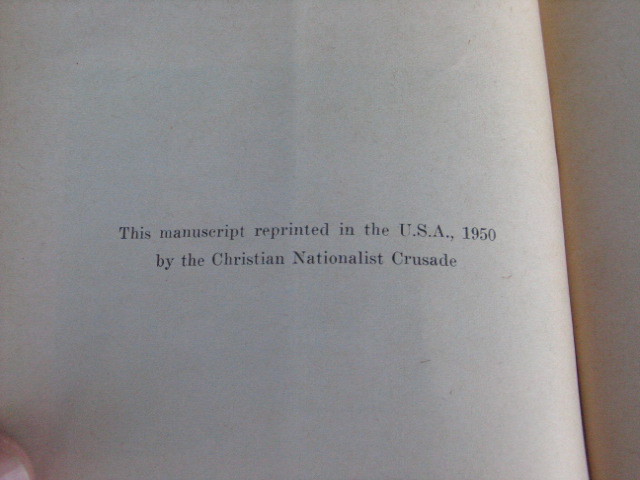 This manuscript reprinted in the U.S.A., 1950
by the Christian Nationalist Crusade